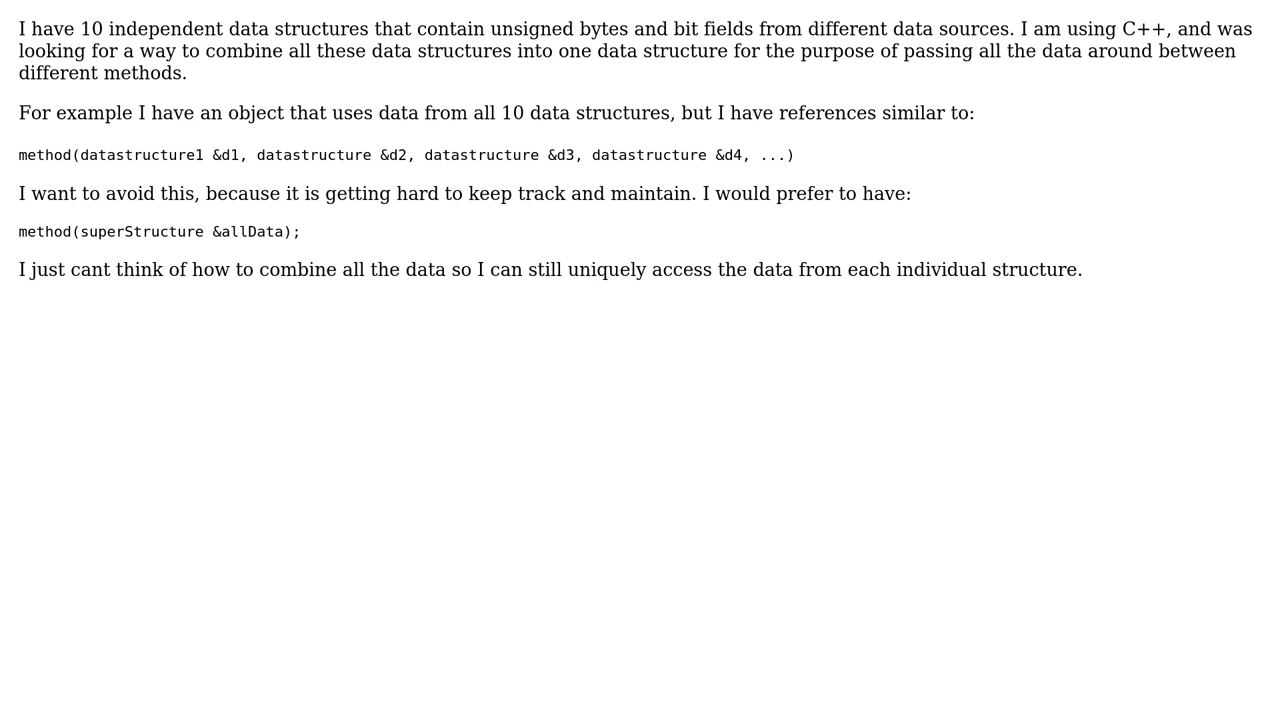 I have 10 independent data structures that contain unsigned bytes and bit fields from different data sources. I am using C++, and was
looking for a way to combine all these data structures into one data structure for the purpose of passing all the data around between
different methods.
For example I have an object that uses data from all 10 data structures, but I have references similar to:
method(datastructure1 &d1, datastructure &d2, datastructure &d3, datastructure &d4, ...)
I want to avoid this, because it is getting hard to keep track and maintain. I would prefer to have:
method(superStructure &allData);
I just cant think of how to combine all the data so I can still uniquely access the data from each individual structure.